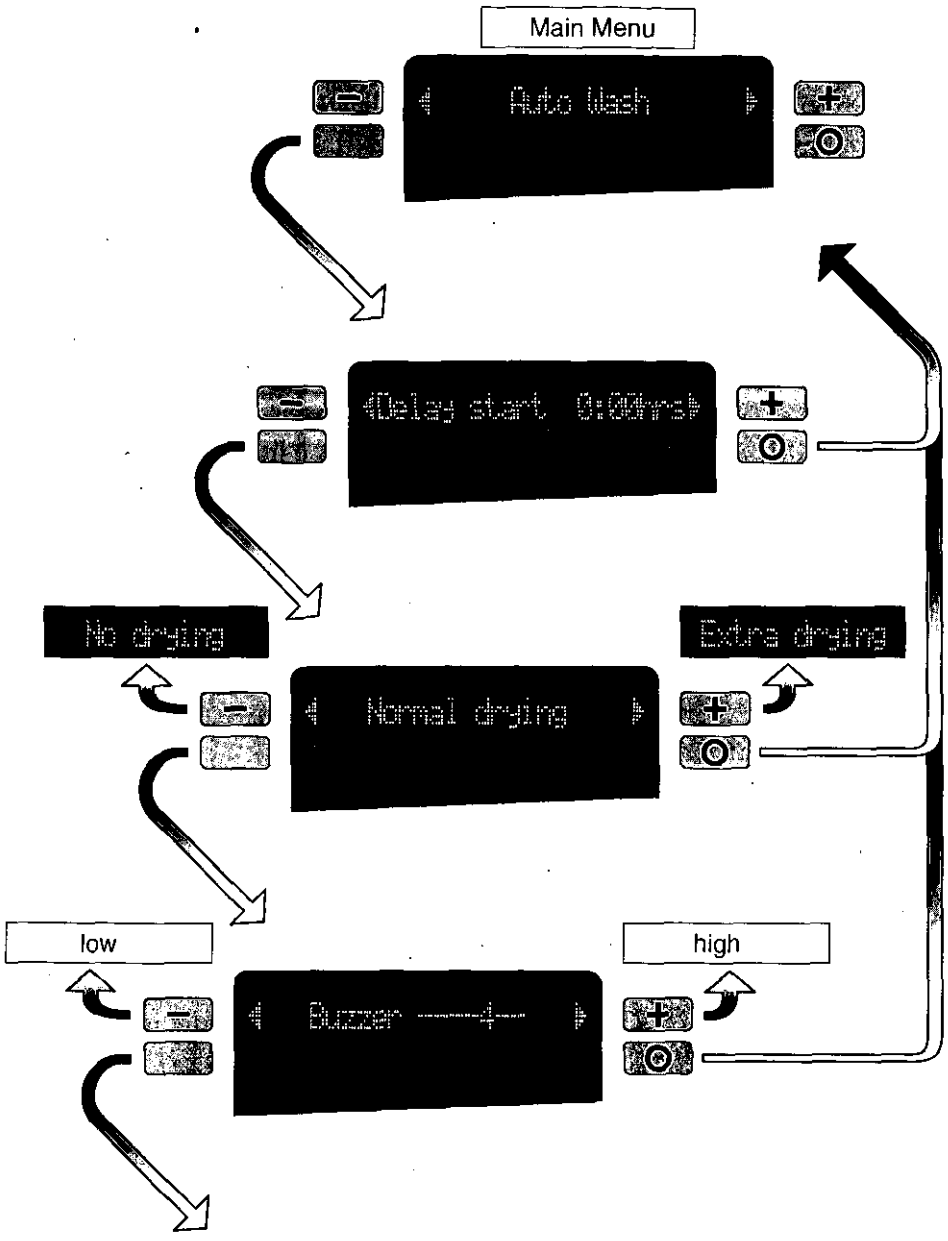 Main Menu
Auto Wash
Delay start 0:00hrs
No drying
Extra drying
Normal drying
low
high
Buzzer